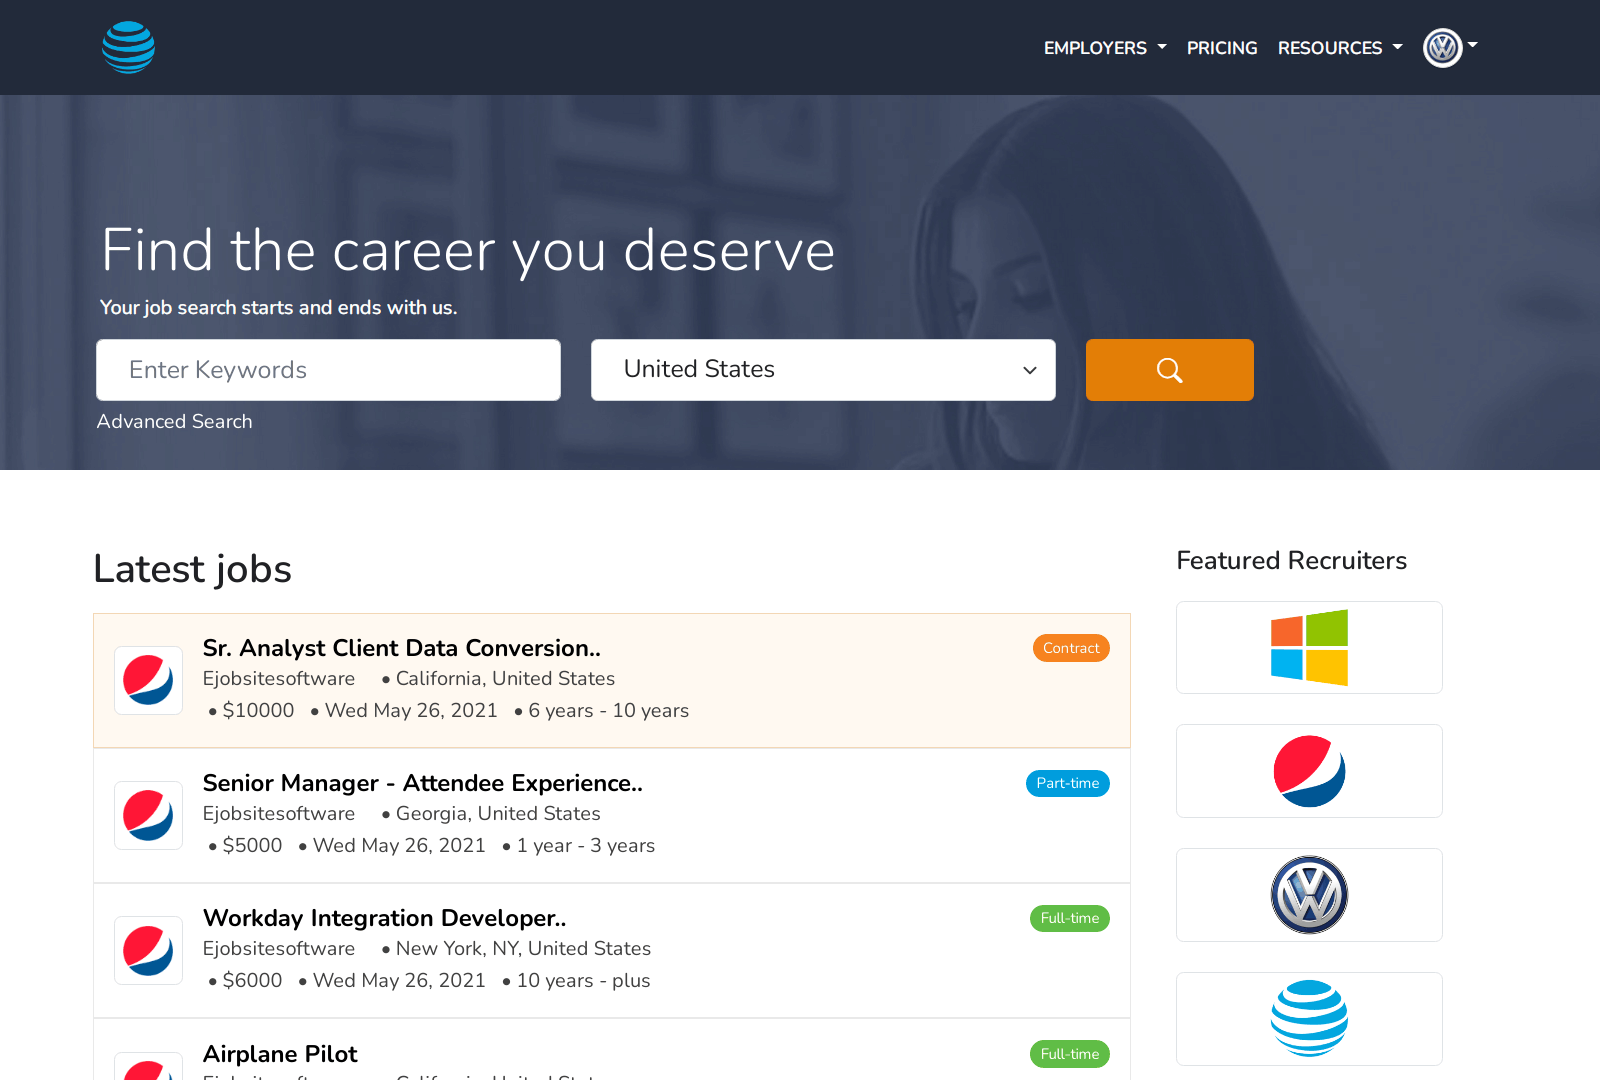 EMPLOYERS PRICING RESOURCES
Find the career you deserve
Your job search starts and ends with us.
Enter Keywords
United States
Advanced Search
Latest jobs
Featured Recruiters
Sr. Analyst Client Data Conversion..
Contract
Ejobsitesoftware • California, United States
• $10000 • Wed May 26, 2021 • 6 years - 10 years
Senior Manager - Attendee Experience..
Part-time
Ejobsitesoftware • Georgia, United States
• $5000 • Wed May 26, 2021 • 1 year - 3 years
Workday Integration Developer..
Full-time
Ejobsitesoftware • New York, NY, United States
• $6000 • Wed May 26, 2021 • 10 years - plus
Airplane Pilot
Full-time